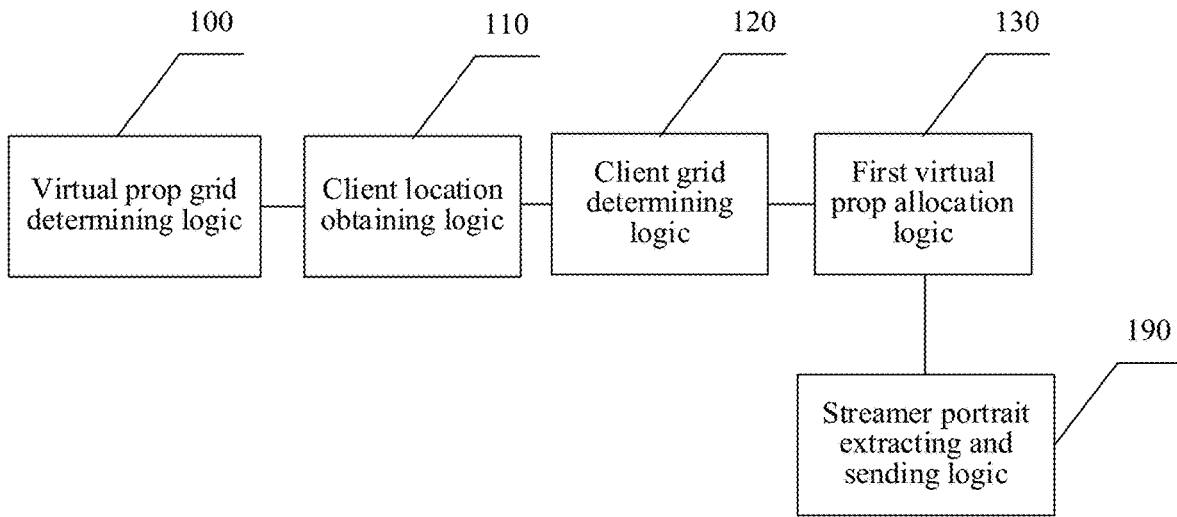 100
110
120
130
Virtual prop grid
determining logic
Client location
obtaining logic
Client grid
determining
logic
First virtual
prop allocation
logic
190
Streamer portrait
extracting and
sending logic